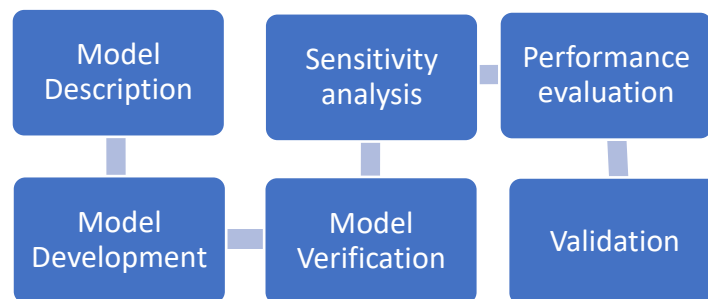 Model
Description
Model
Development
Model
Verification
Sensitivity
analysis
Performance
evaluation
Validation